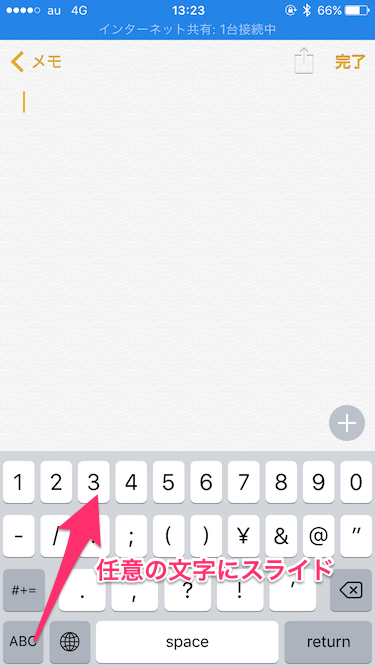 au 4G 13:23 66%
インターネット共有: 1台接続中
メモ 完了
1 2 3 4 5 6 7 8 9 0
- / ; ( ) ¥ & @ "
任意の文字にスライド
#+= . , ? ! '
ABC space return